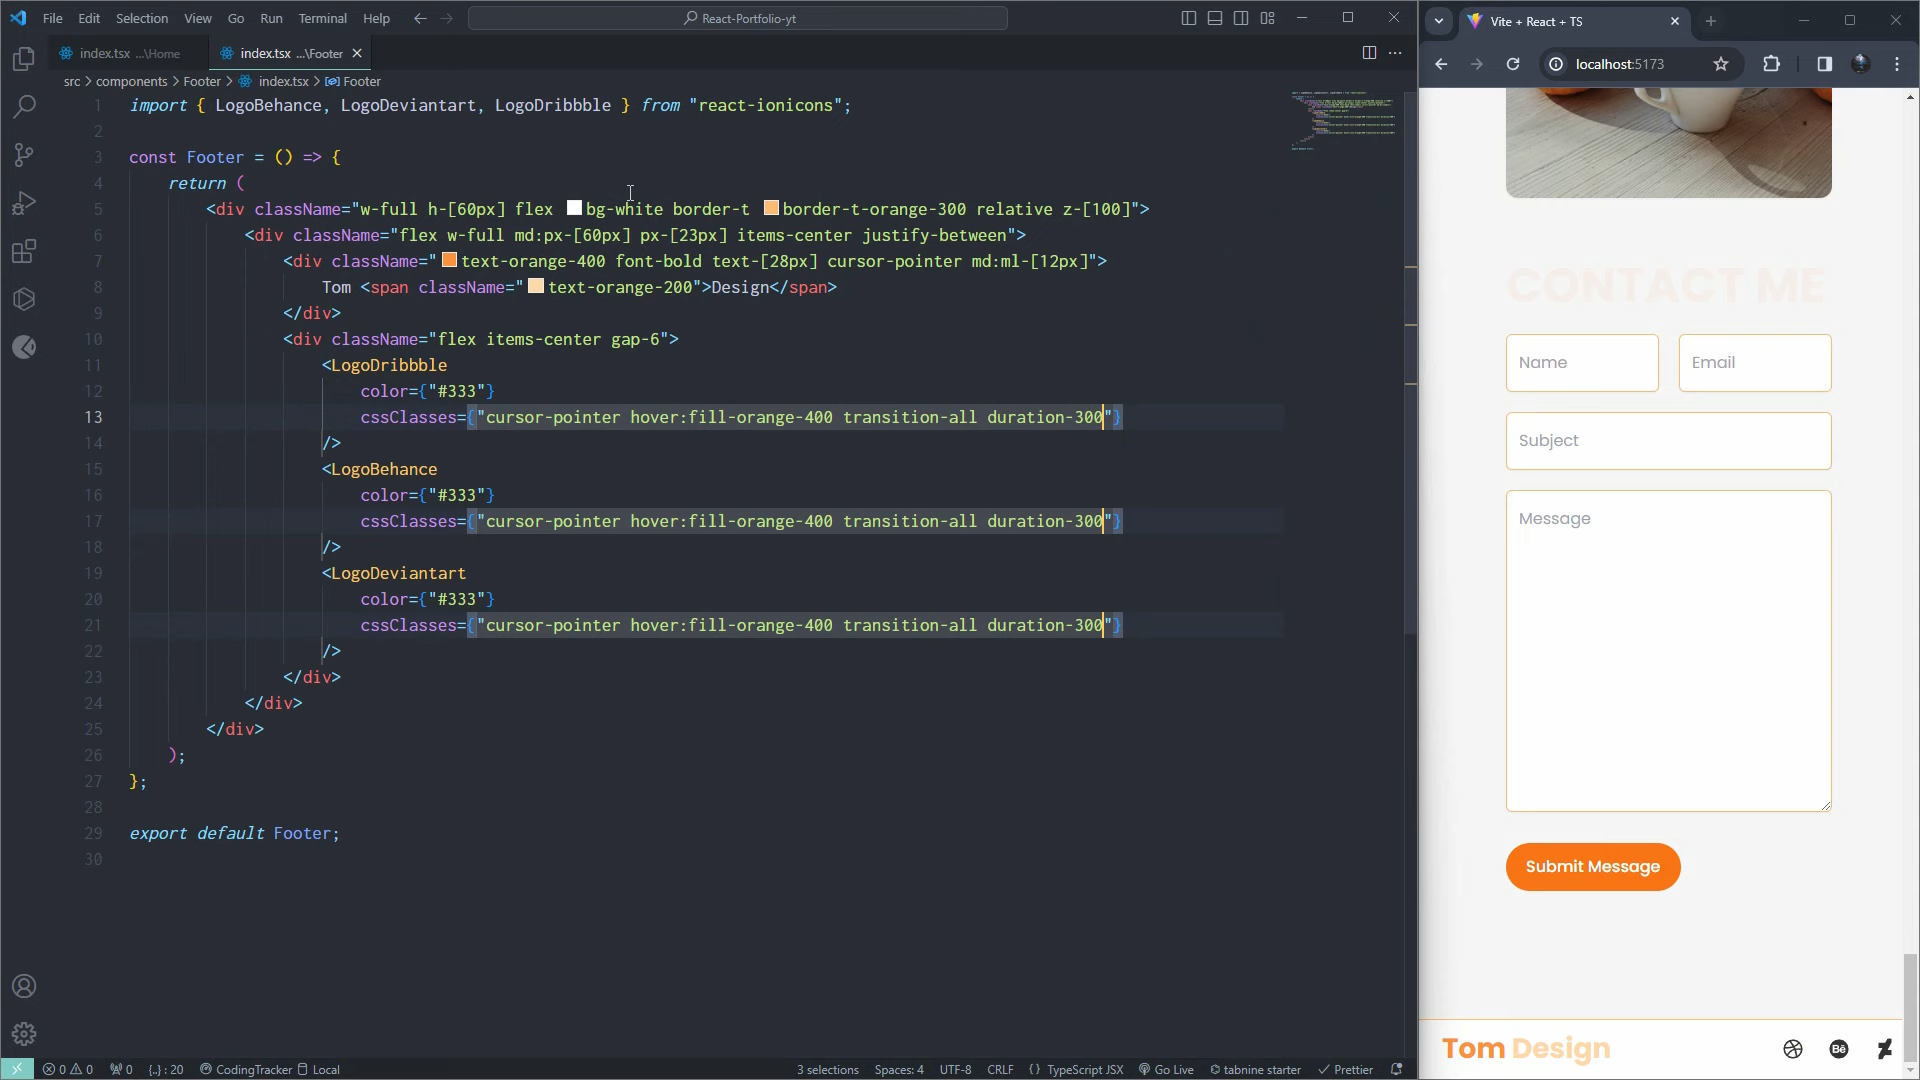 File Edit Selection View Go Run Terminal Help
React-Portfolio-yt
index.tsx ...\Home
index.tsx ...\Footer
src > components > Footer > index.tsx > Footer
1 import { LogoBehance, LogoDeviantart, LogoDribbble } from "react-ionicons";
2
3 const Footer = () => {
4 return (
5 <div className="w-full h-[60px] flex bg-white border-t border-t-orange-300 relative z-[100]">
6 <div className="flex w-full md:px-[60px] px-[23px] items-center justify-between">
7 <div className="text-orange-400 font-bold text-[28px] cursor-pointer md:ml-[12px]">
8 Tom <span className="text-orange-200">Design</span>
9 </div>
10 <div className="flex items-center gap-6">
11 <LogoDribbble
12 color={"#333"}
13 cssClasses={"cursor-pointer hover:fill-orange-400 transition-all duration-300"}
14 />
15 <LogoBehance
16 color={"#333"}
17 cssClasses={"cursor-pointer hover:fill-orange-400 transition-all duration-300"}
18 />
19 <LogoDeviantart
20 color={"#333"}
21 cssClasses={"cursor-pointer hover:fill-orange-400 transition-all duration-300"}
22 />
23 </div>
24 </div>
25 </div>
26 );
27 };
28
29 export default Footer;
30
0 0 0 {..} : 20 CodingTracker Local
3 selections Spaces: 4 UTF-8 CRLF {} TypeScript JSX Go Live tabnine starter Prettier
Vite + React + TS
localhost:5173
CONTACT ME
Name Email
Subject
Message
Submit Message
Tom Design
Bē